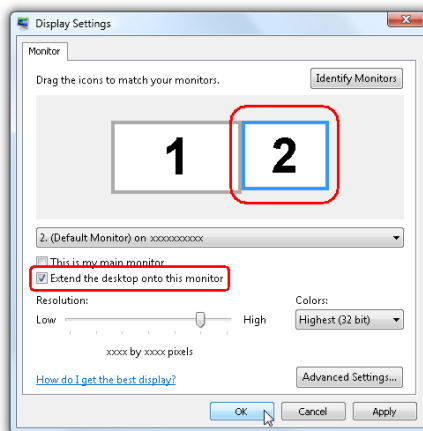 Display Settings
Monitor
Drag the icons to match your monitors.
Identify Monitors
1
2
2. (Default Monitor) on xxxxxxxxxx
This is my main monitor
Extend the desktop onto this monitor
Resolution:
Colors:
Low
High
Highest (32 bit)
xxxx by xxxx pixels
How do I get the best display?
Advanced Settings...
OK
Cancel
Apply